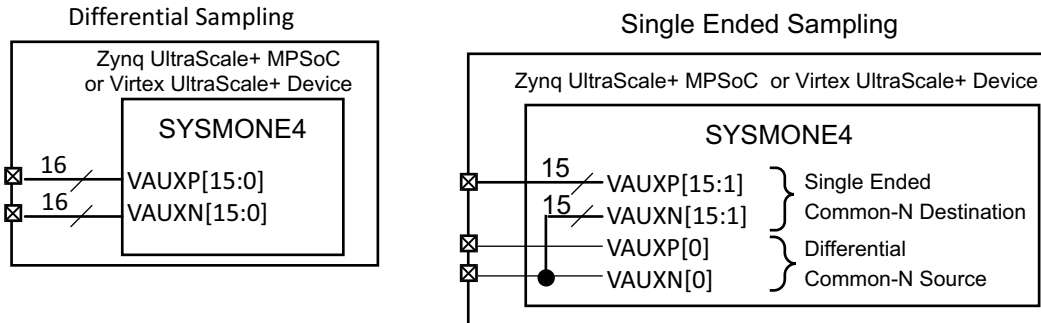 Differential Sampling
Zynq UltraScale+ MPSoC
or Virtex UltraScale+ Device
SYSMONE4
16
VAUXP[15:0]
16
VAUXN[15:0]
Single Ended Sampling
Zynq UltraScale+ MPSoC or Virtex UltraScale+ Device
SYSMONE4
15
VAUXP[15:1]
15
VAUXN[15:1]
VAUXP[0]
VAUXN[0]
Single Ended
Common-N Destination
Differential
Common-N Source